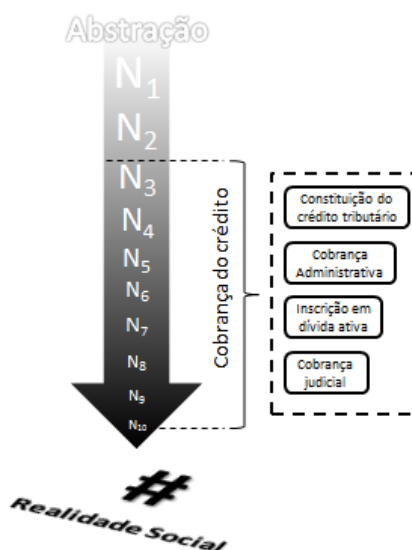 Abstração
N1
N2
N3
N4
N5
N6
N7
N8
N9
N10
Cobrança do crédito
Constituição do
crédito tributário
Cobrança
Administrativa
Inscrição em
dívida ativa
Cobrança
judicial
#
Realidade Social